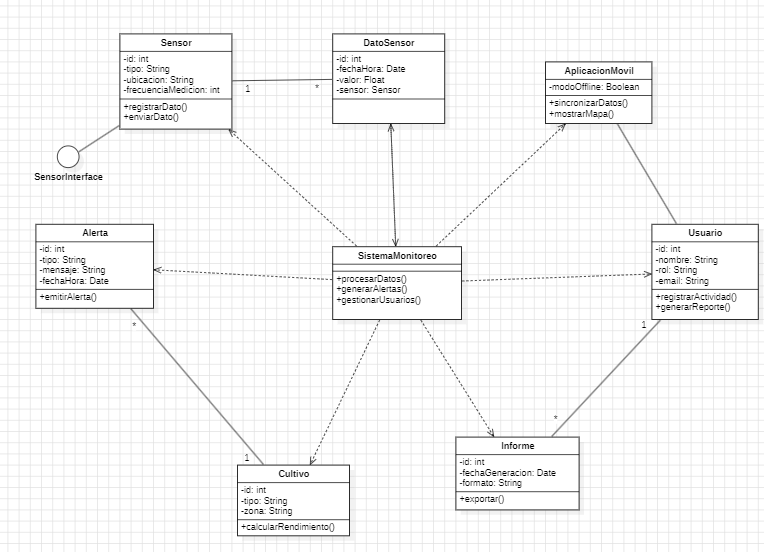 Sensor
-id: int
-tipo: String
-ubicacion: String
-frecuenciaMedicion: int
+registrarDato()
+enviarDato()
1
*
DatoSensor
-id: int
-fechaHora: Date
-valor: Float
-sensor: Sensor
AplicacionMovil
-modoOffline: Boolean
+sincronizarDatos()
+mostrarMapa()
SensorInterface
Alerta
-id: int
-tipo: String
-mensaje: String
-fechaHora: Date
+emitirAlerta()
SistemaMonitoreo
+procesarDatos()
+generarAlertas()
+gestionarUsuarios()
Usuario
-id: int
-nombre: String
-rol: String
-email: String
+registrarActividad()
+generarReporte()
*
1
1
*
Cultivo
-id: int
-tipo: String
-zona: String
+calcularRendimiento()
Informe
-id: int
-fechaGeneracion: Date
-formato: String
+exportar()